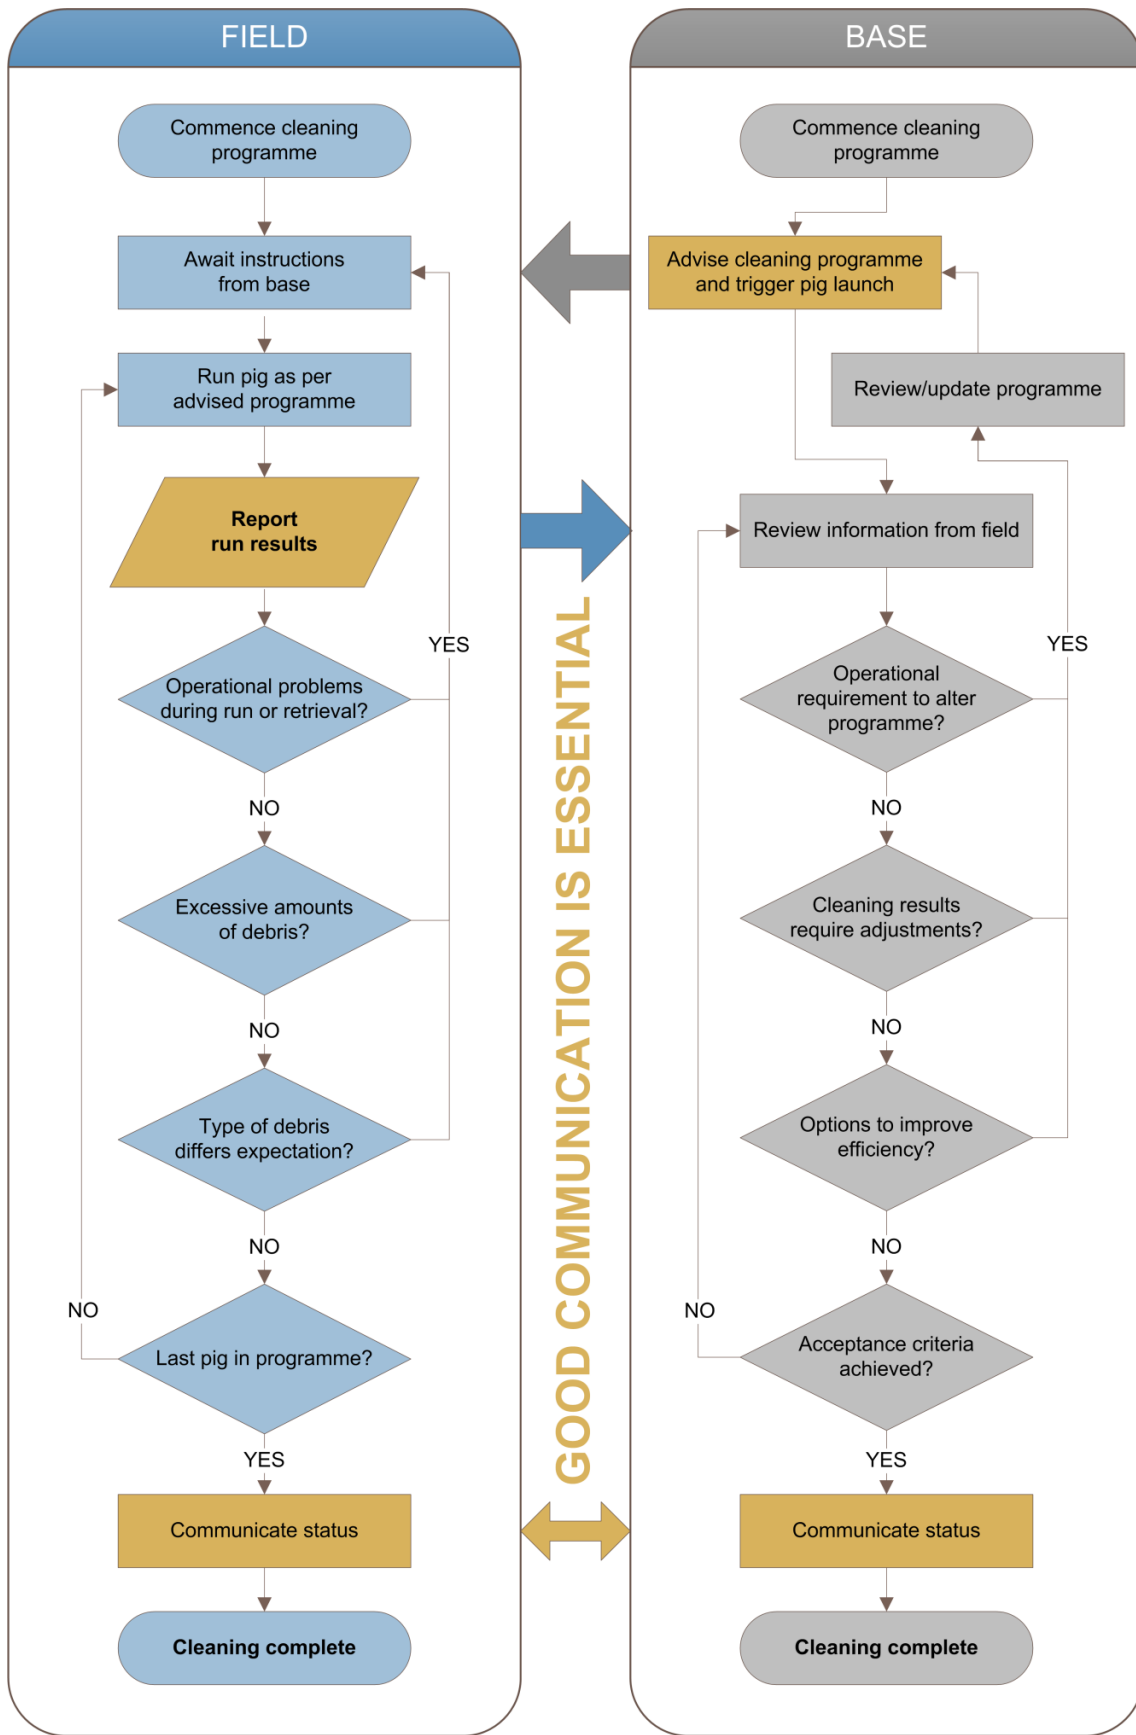 FIELD
Commence cleaning
programme
Await instructions
from base
Run pig as per
advised programme
Report
run results
YES
Operational problems
during run or retrieval?
NO
Excessive amounts
of debris?
NO
Type of debris
differs expectation?
NO
NO
Last pig in programme?
YES
Communicate status
Cleaning complete
GOOD COMMUNICATION IS ESSENTIAL
BASE
Commence cleaning
programme
Advise cleaning programme
and trigger pig launch
Review/update programme
Review information from field
YES
Operational
requirement to alter
programme?
NO
Cleaning results
require adjustments?
NO
Options to improve
efficiency?
NO
NO
Acceptance criteria
achieved?
YES
Communicate status
Cleaning complete